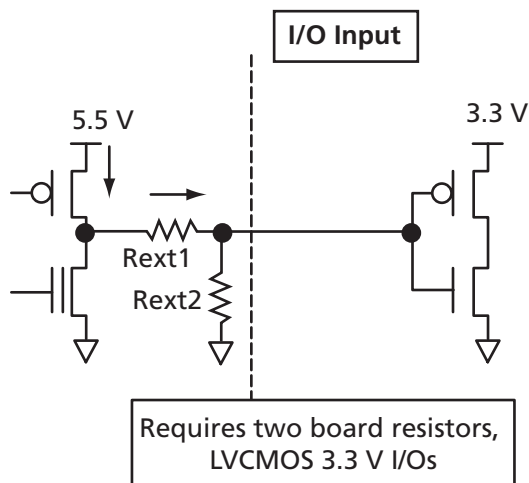 I/O Input
5.5 V
3.3 V
Rext1
Rext2
Requires two board resistors,
LVCMOS 3.3 V I/Os